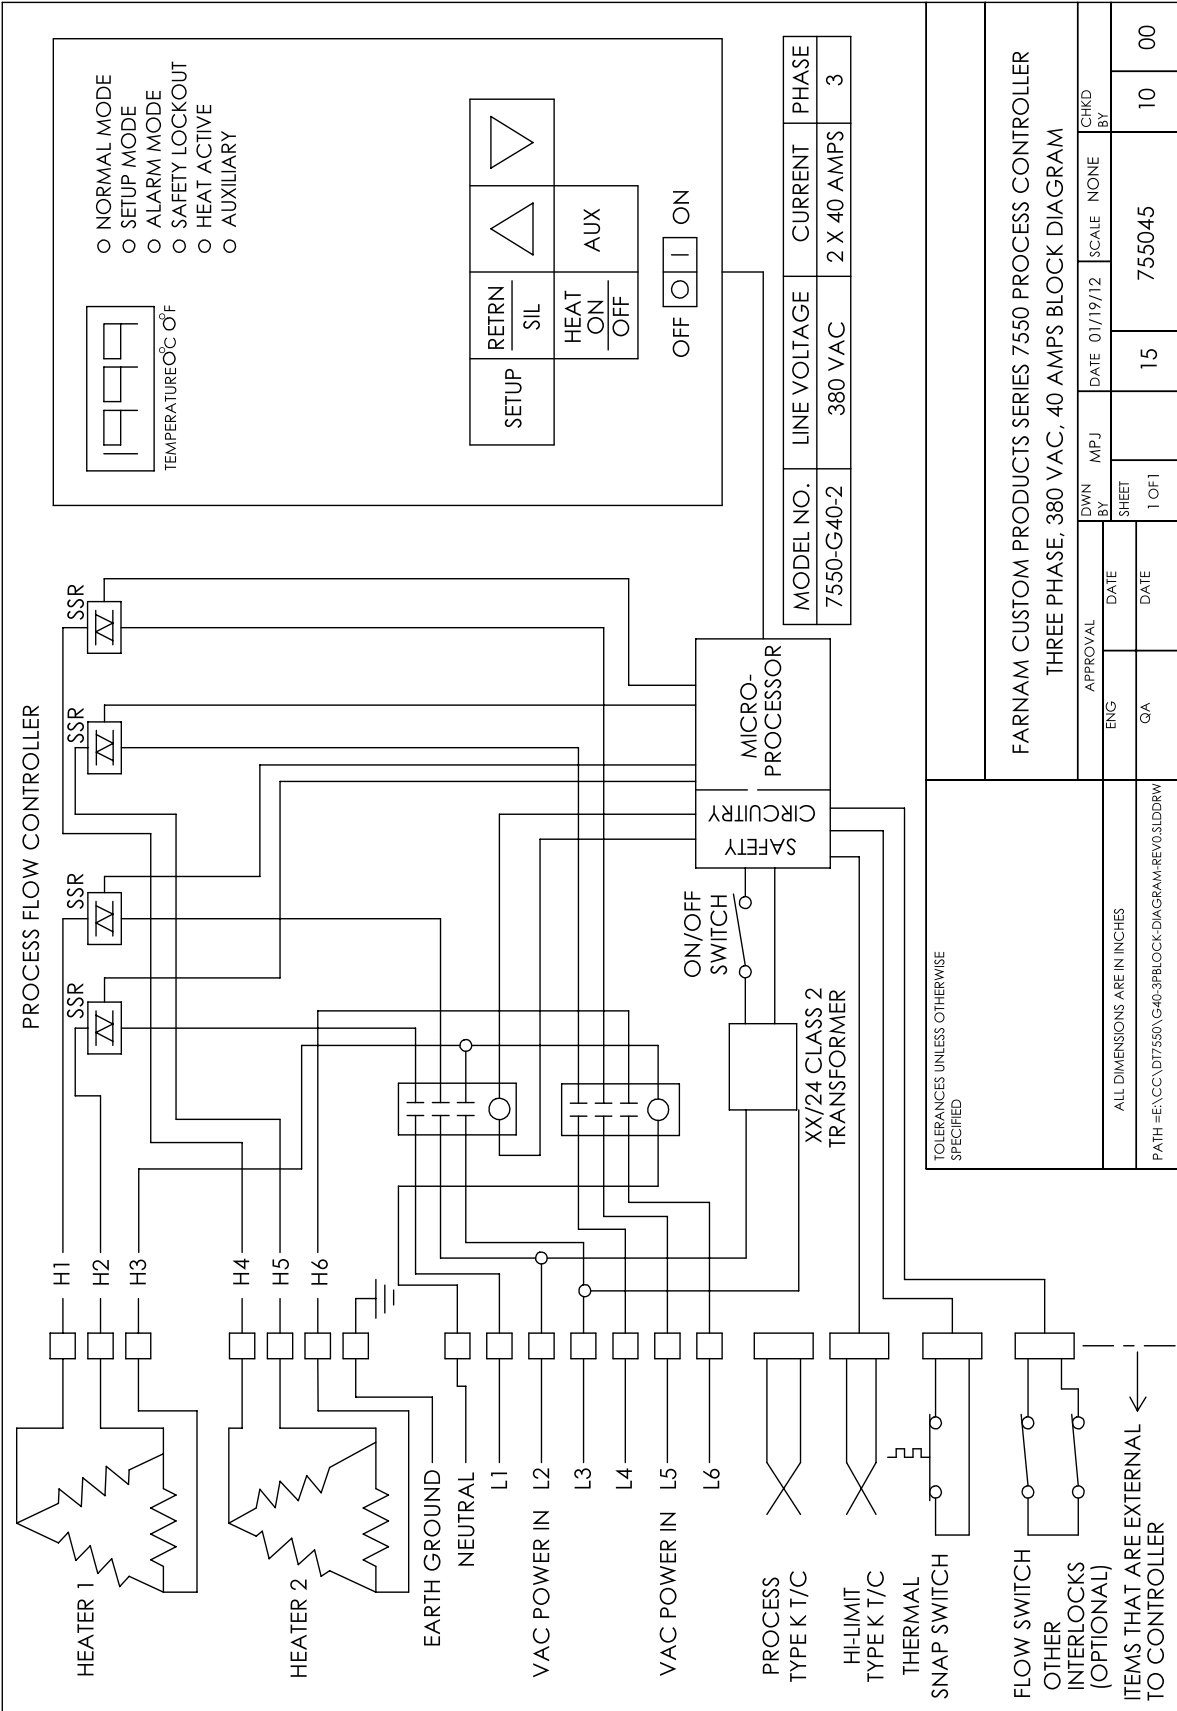 PROCESS FLOW CONTROLLER
SSR
SSR
SSR
SSR
TEMPERATURE °C °F
NORMAL MODE
SETUP MODE
ALARM MODE
SAFETY LOCKOUT
HEAT ACTIVE
AUXILIARY
SETUP
RETRN
SIL
HEAT
ON
OFF
AUX
OFF O | ON
HEATER 1
H1
H2
H3
HEATER 2
H4
H5
H6
EARTH GROUND
NEUTRAL
L1
VAC POWER IN L2
L3
L4
VAC POWER IN L5
L6
PROCESS
TYPE K T/C
HI-LIMIT
TYPE K T/C
THERMAL
SNAP SWITCH
FLOW SWITCH
OTHER
INTERLOCKS
(OPTIONAL)
ITEMS THAT ARE EXTERNAL
TO CONTROLLER
XX/24 CLASS 2
TRANSFORMER
ON/OFF
SWITCH
SAFETY
CIRCUITRY
MICRO-
PROCESSOR
MODEL NO. LINE VOLTAGE CURRENT PHASE
7550-G40-2 380 VAC 2 X 40 AMPS 3
TOLERANCES UNLESS OTHERWISE
SPECIFIED
ALL DIMENSIONS ARE IN INCHES
PATH =E:\CC\DT7550\G40-3PBLOCK-DIAGRAM-REV0.SLDDRW
FARNAM CUSTOM PRODUCTS SERIES 7550 PROCESS CONTROLLER
THREE PHASE, 380 VAC, 40 AMPS BLOCK DIAGRAM
APPROVAL
ENG DATE
QA DATE
DWN BY MPJ
DATE 01/19/12
SCALE NONE
CHKD BY
SHEET
1 OF1
15
755045
10
00